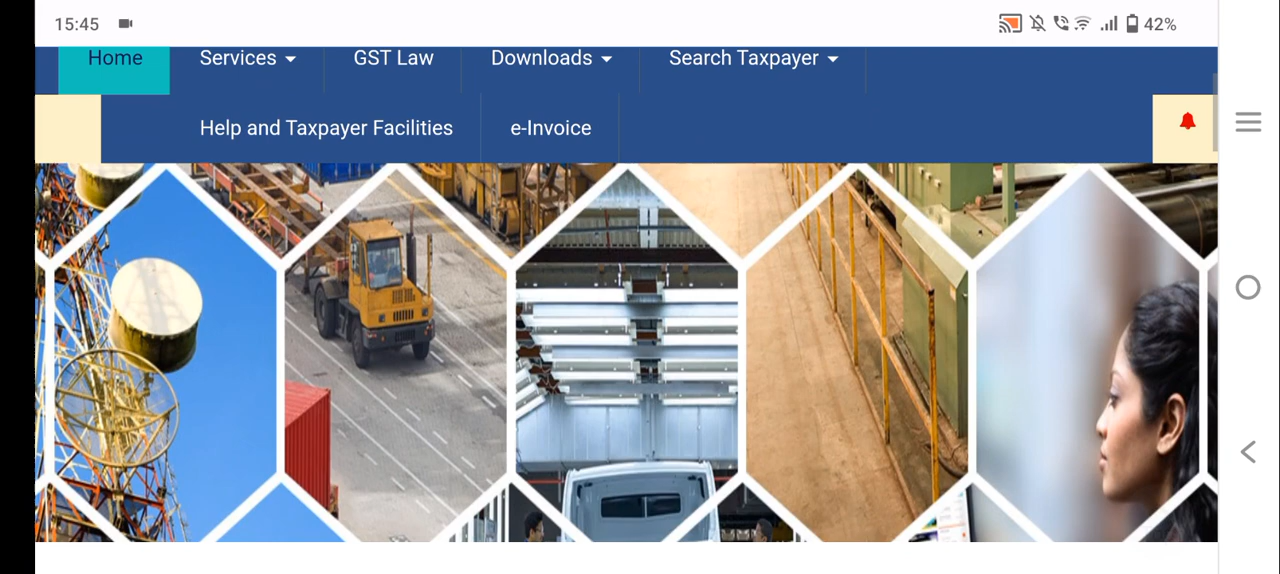 15:45 42%
Home Services GST Law Downloads Search Taxpayer
Help and Taxpayer Facilities e-Invoice